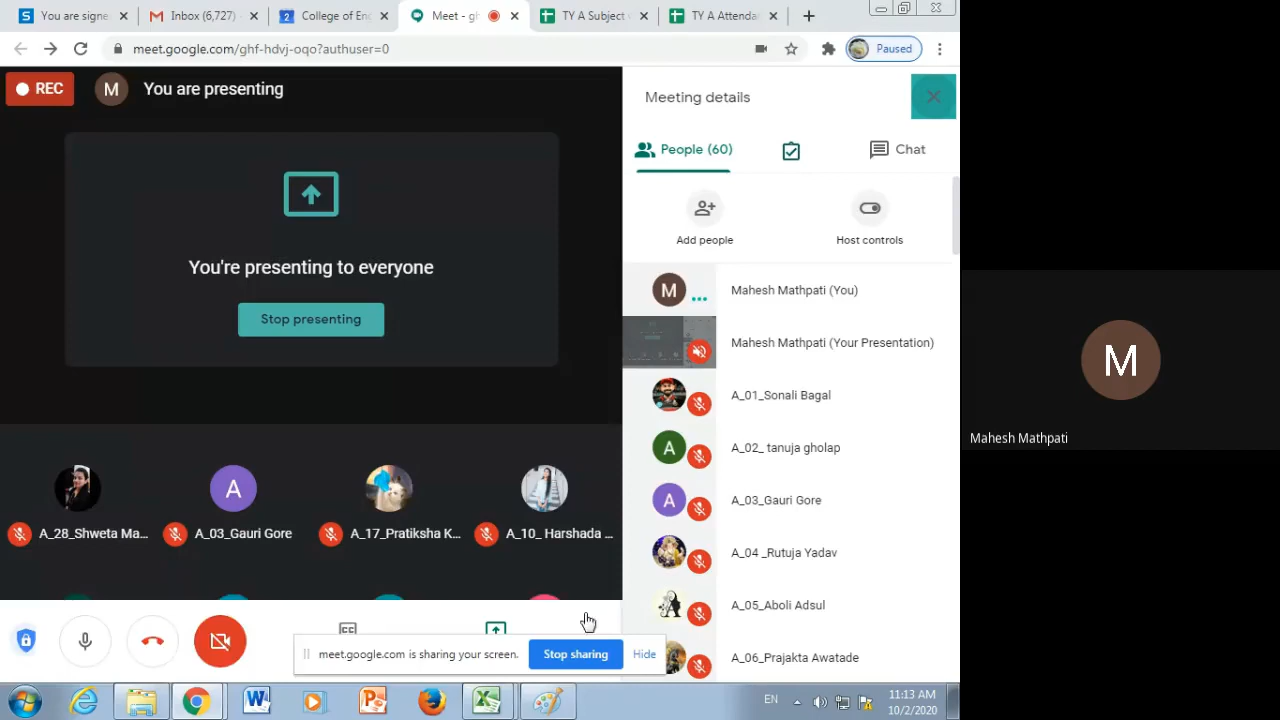 You are signe
Inbox (6,727)
College of En
Meet - gh
TY A Subject
TY A Attenda
meet.google.com/ghf-hdvj-oqo?authuser=0
Paused
REC
M
You are presenting
Meeting details
People (60)
Chat
Add people
Host controls
You're presenting to everyone
Stop presenting
M
Mahesh Mathpati (You)
Mahesh Mathpati (Your Presentation)
A_01_Sonali Bagal
A
A_02_ tanuja gholap
A
A_03_Gauri Gore
A_04 _Rutuja Yadav
A_05_Aboli Adsul
A_06_Prajakta Awatade
A
A_28_Shweta Ma...
A_03_Gauri Gore
A_17_Pratiksha K...
A_10_ Harshada ...
meet.google.com is sharing your screen.
Stop sharing
Hide
M
Mahesh Mathpati
EN
11:13 AM
10/2/2020